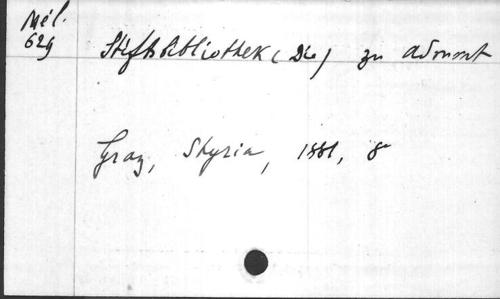 Mél.
629
Stiftsbibliothek (Die) zu Admont
Graz, Styria, 1881, 8°